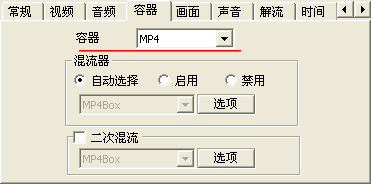 常规 视频 音频 容器 画面 声音 解流 时间
容器 MP4
混流器
自动选择 启用 禁用
MP4Box 选项
二次混流
MP4Box 选项